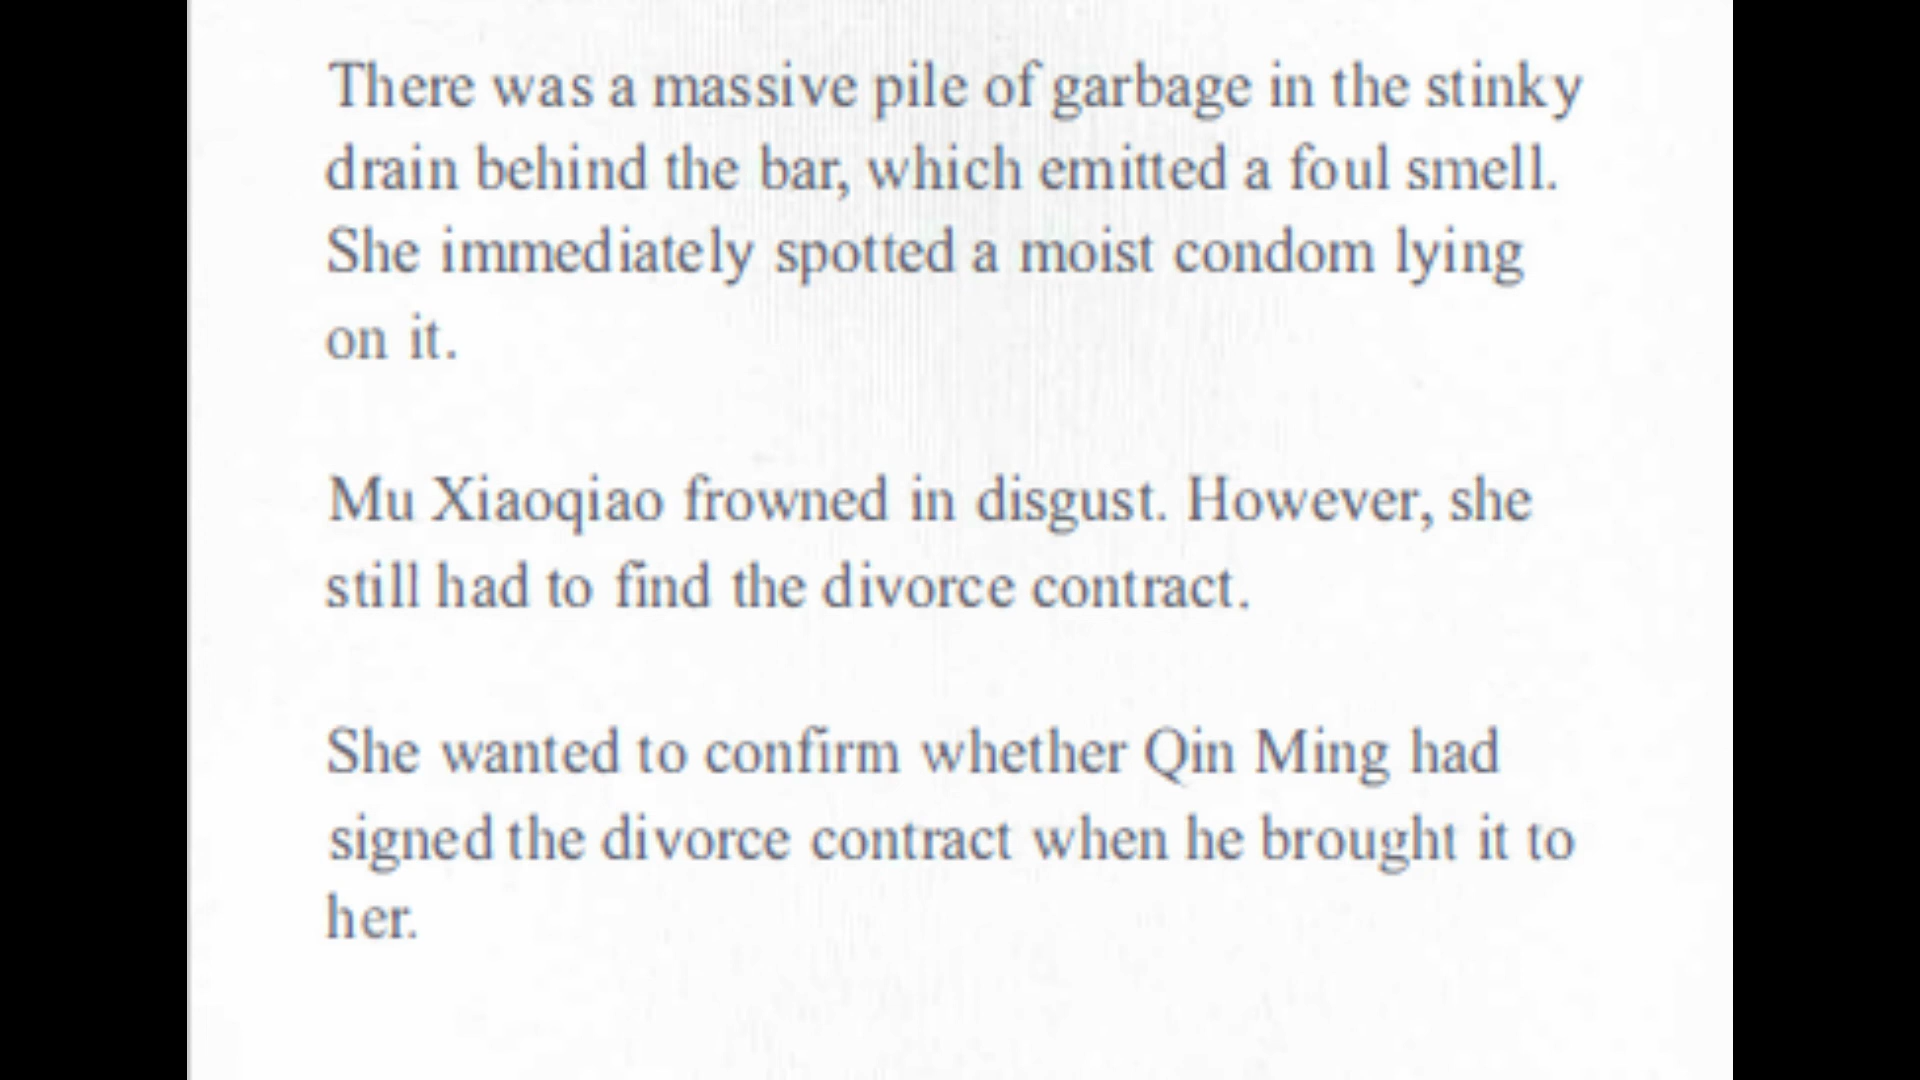 There was a massive pile of garbage in the stinky
drain behind the bar, which emitted a foul smell.
She immediately spotted a moist condom lying
on it.
Mu Xiaoqiao frowned in disgust. However, she
still had to find the divorce contract.
She wanted to confirm whether Qin Ming had
signed the divorce contract when he brought it to
her.